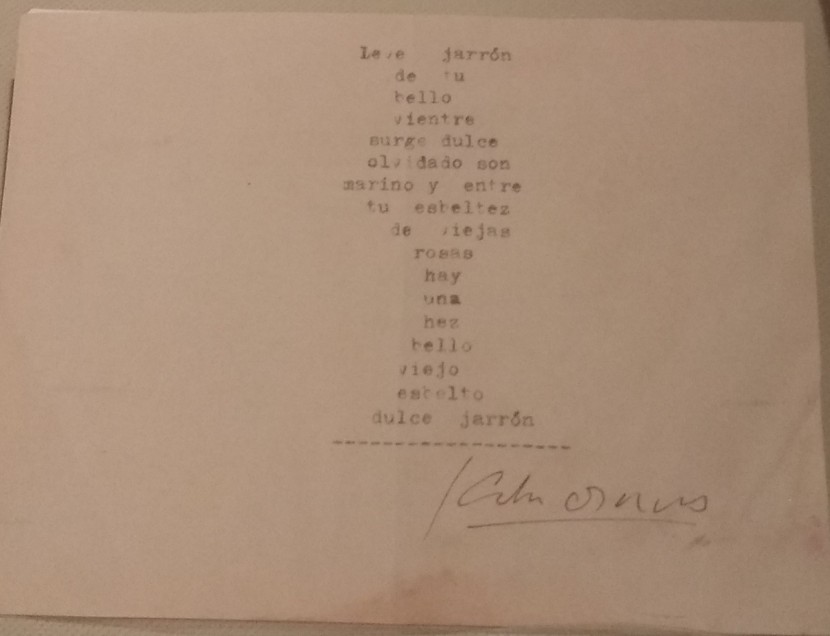 Leve jarrón
de tu
bello
vientre
surge dulce
olvidado son
marino y entre
tu esbeltez
de viejas
rosas
hay
una
hez
bello
viejo
esbelto
dulce jarrón
--------------------